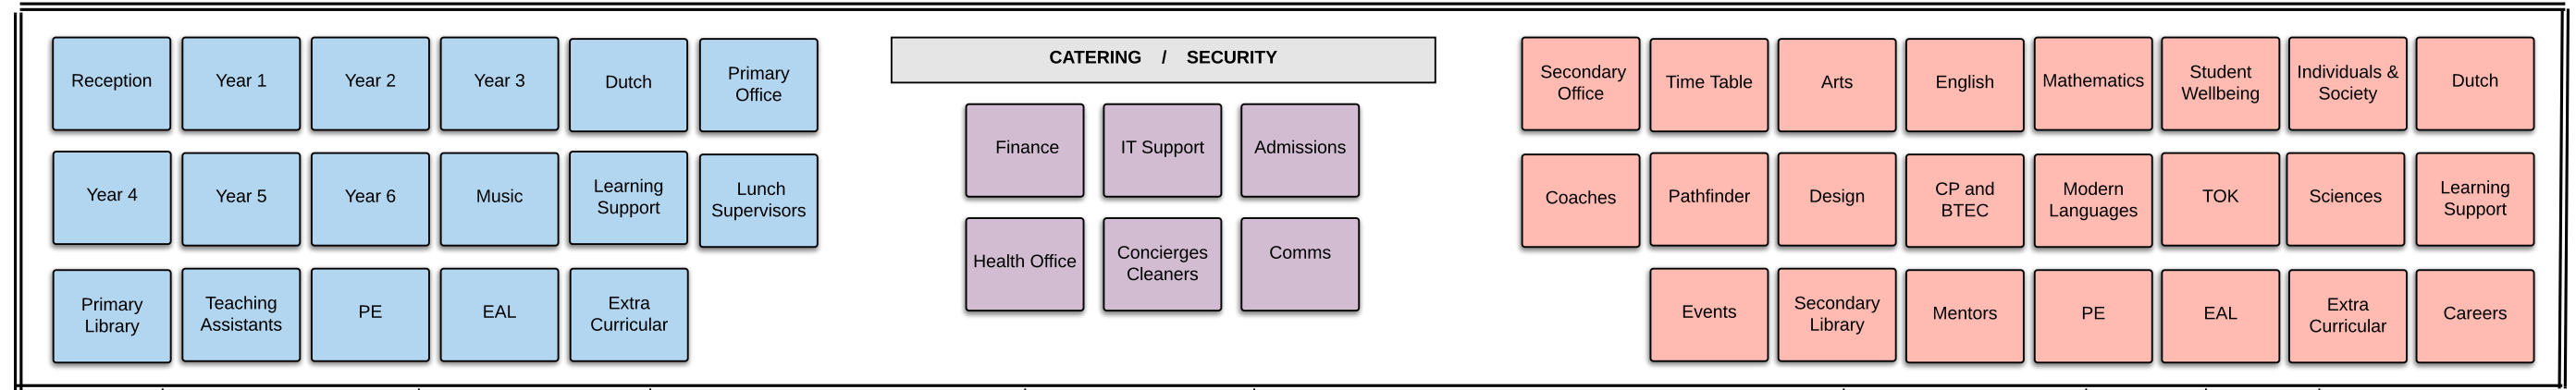 Reception
Year 1
Year 2
Year 3
Dutch
Primary
Office
Year 4
Year 5
Year 6
Music
Learning
Support
Lunch
Supervisors
Primary
Library
Teaching
Assistants
PE
EAL
Extra
Curricular
CATERING / SECURITY
Finance
IT Support
Admissions
Health Office
Concierges
Cleaners
Comms
Secondary
Office
Time Table
Arts
English
Mathematics
Student
Wellbeing
Individuals &
Society
Dutch
Coaches
Pathfinder
Design
CP and
BTEC
Modern
Languages
TOK
Sciences
Learning
Support
Events
Secondary
Library
Mentors
PE
EAL
Extra
Curricular
Careers